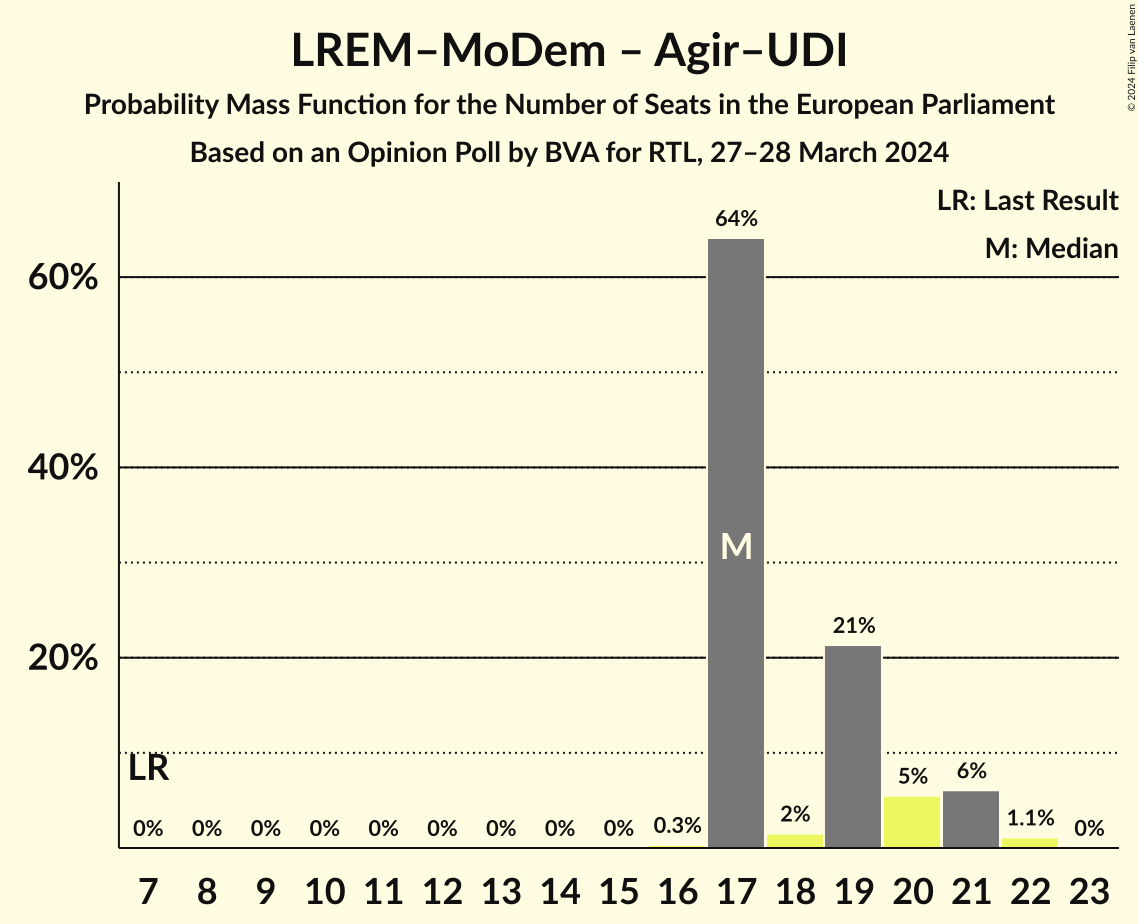 LREM–MoDem – Agir–UDI
Probability Mass Function for the Number of Seats in the European Parliament
Based on an Opinion Poll by BVA for RTL, 27–28 March 2024
© 2024 Filip van Laenen
LR: Last Result
M: Median
64%
60%
40%
M
21%
20%
LR
0% 0% 0% 0% 0% 0% 0% 0% 0% 0.3% 2% 5% 6% 1.1% 0%
7 8 9 10 11 12 13 14 15 16 17 18 19 20 21 22 23